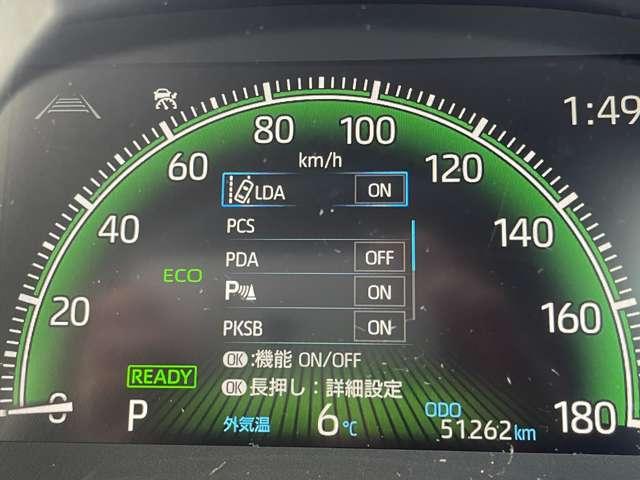 1:49
80 100
60 km/h 120
LDA ON
PCS
40 PDA OFF 140
ECO P ON
20 PKSB ON 160
OK :機能 ON/OFF
READY OK 長押し：詳細設定
0 P 外気温 6℃ ODO 51262km 180